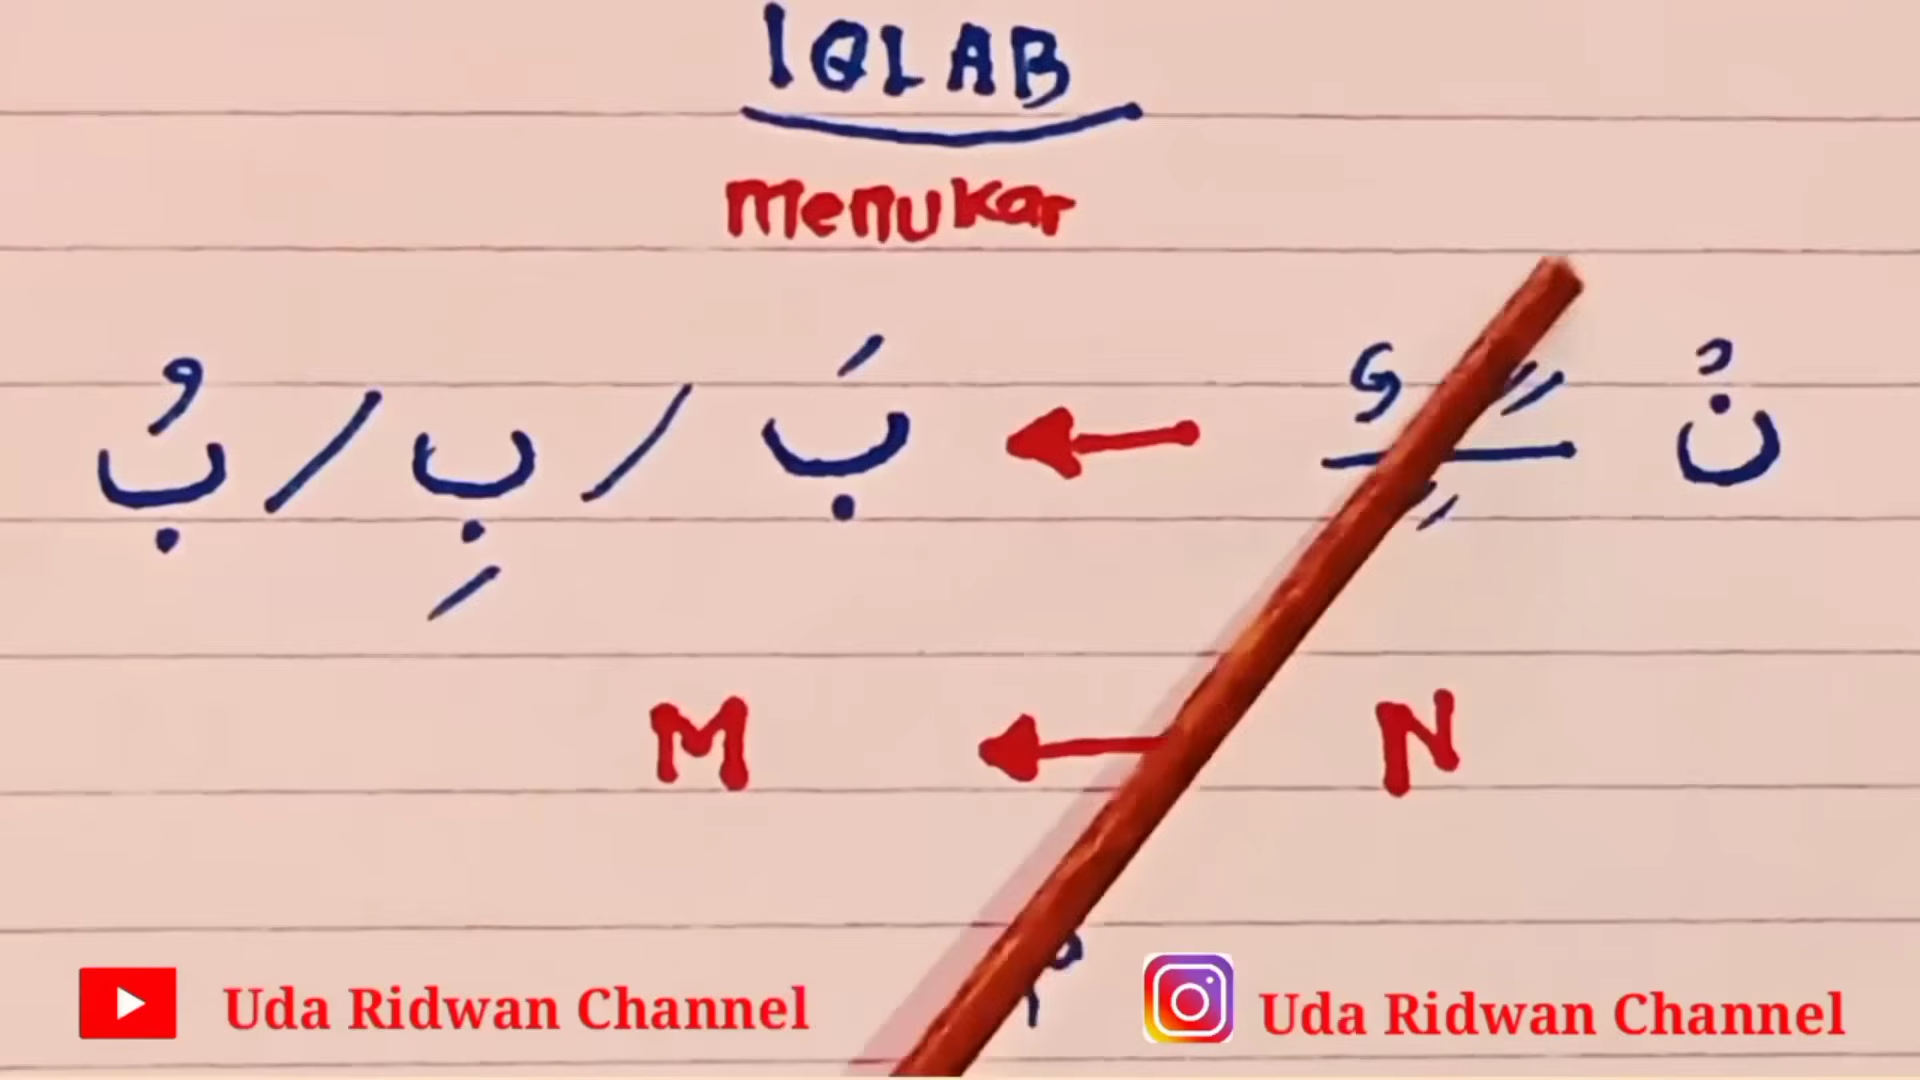 IQLAB
Menukar
نْ ـًـٍـٌ ← بَ / بِ / بُ
N ← M
Uda Ridwan Channel
Uda Ridwan Channel